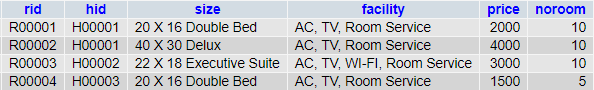 rid hid size facility price noroom
R00001 H00001 20 X 16 Double Bed AC, TV, Room Service 2000 10
R00002 H00001 40 X 30 Delux AC, TV, Room Service 4000 10
R00003 H00002 22 X 18 Executive Suite AC, TV, WI-FI, Room Service 3000 10
R00004 H00003 20 X 16 Double Bed AC, TV, Room Service 1500 5